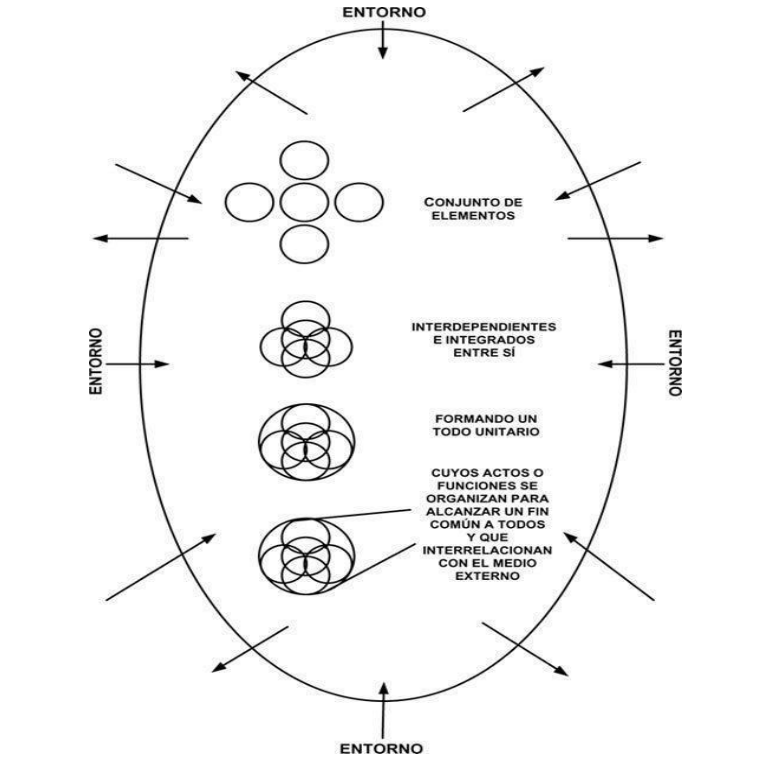 ENTORNO
CONJUNTO DE
ELEMENTOS
INTERDEPENDIENTES
E INTEGRADOS
ENTRE SÍ
ENTORNO
ENTORNO
FORMANDO UN
TODO UNITARIO
CUYOS ACTOS O
FUNCIONES SE
ORGANIZAN PARA
ALCANZAR UN FIN
COMÚN A TODOS
Y QUE
INTERRELACIONAN
CON EL MEDIO
EXTERNO
ENTORNO